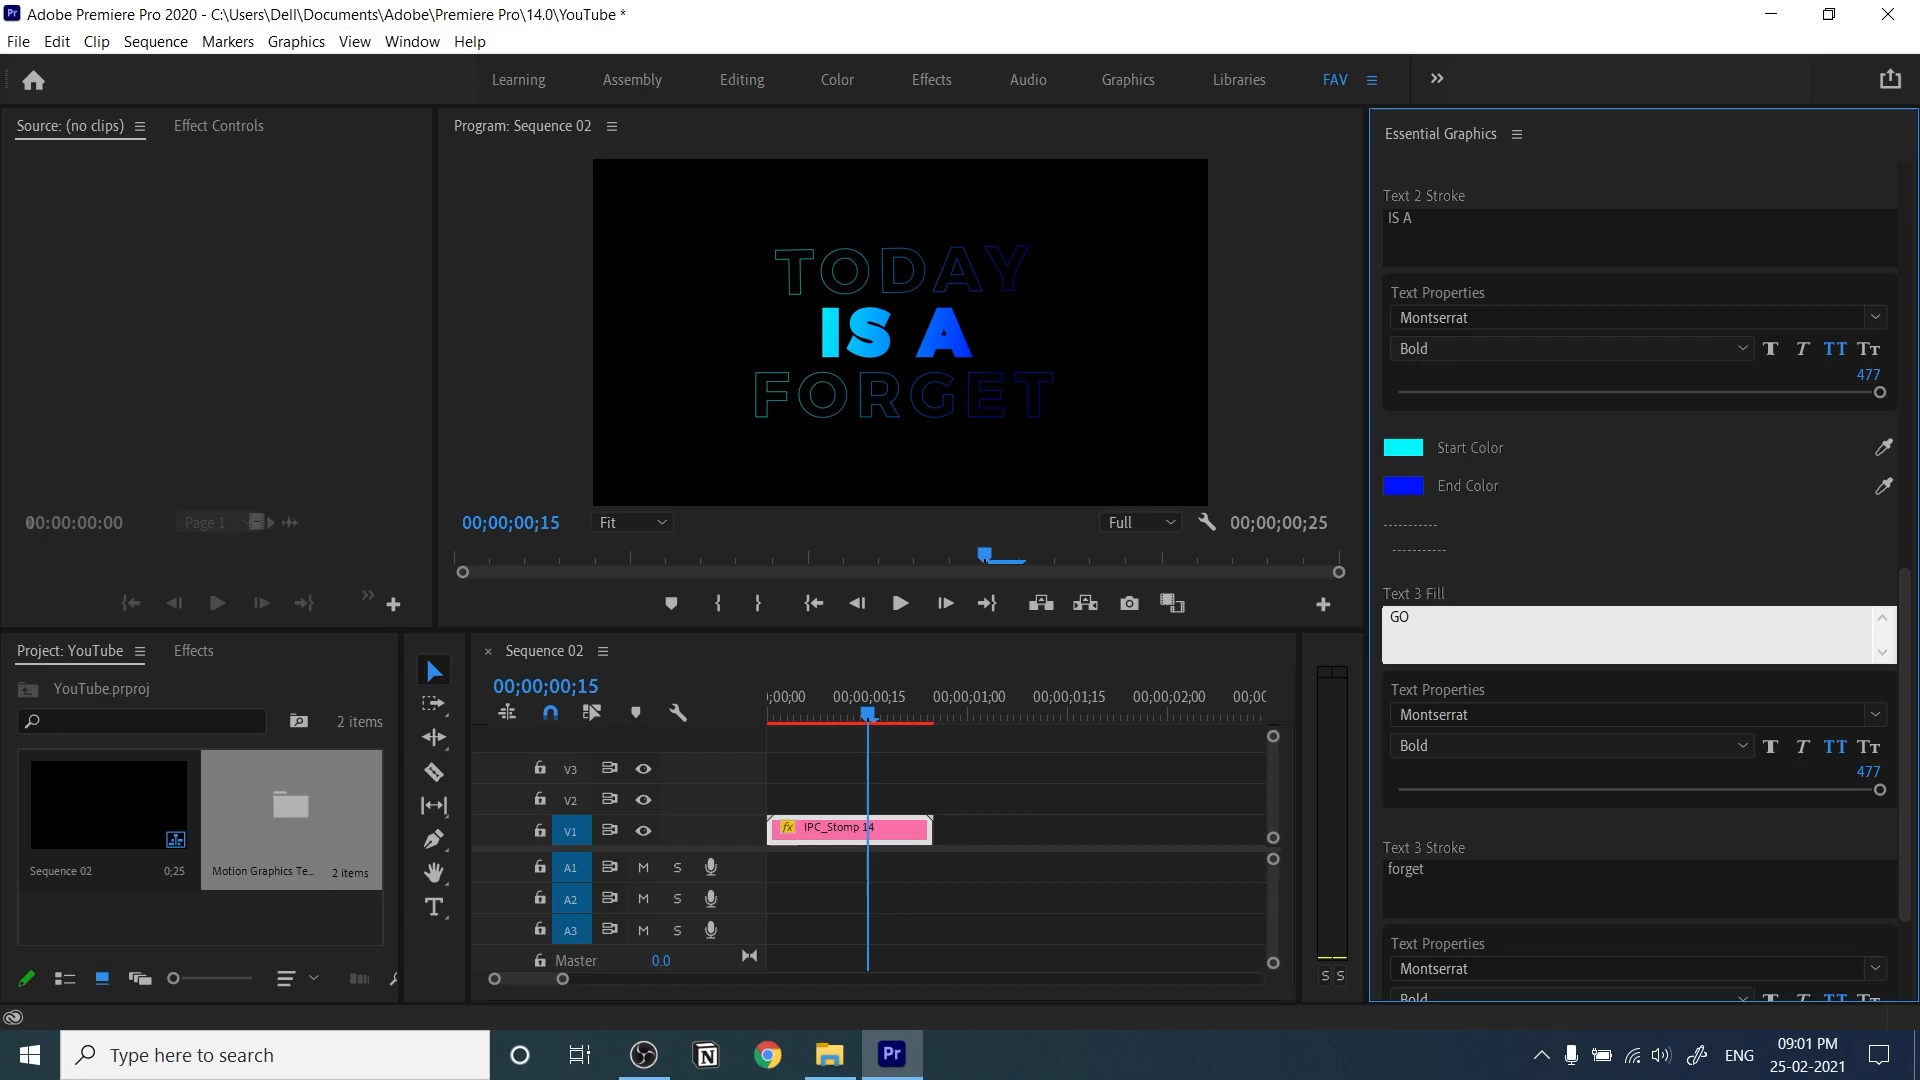 Adobe Premiere Pro 2020 - C:\Users\Dell\Documents\Adobe\Premiere Pro\14.0\YouTube *
File Edit Clip Sequence Markers Graphics View Window Help
Learning Assembly Editing Color Effects Audio Graphics Libraries FAV
Source: (no clips) Effect Controls
Program: Sequence 02
Essential Graphics
TODAY
IS A
FORGET
Text 2 Stroke
IS A
Text Properties
Montserrat
Bold
477
Start Color
End Color
-----------
-----------
Text 3 Fill
GO
Text Properties
Montserrat
Bold
477
Text 3 Stroke
forget
Text Properties
Montserrat
Bold
00:00:00:00 Page 1
00;00;00;15 Fit Full 00;00;00;25
Project: YouTube Effects
YouTube.prproj
2 items
Sequence 02 0;25
Motion Graphics Te... 2 items
Sequence 02
00;00;00;15
;00;00 00;00;00;15 00;00;01;00 00;00;01;15 00;00;02;00 00;0(
V3
V2
V1 fx IPC_Stomp 14
A1 M S
A2 M S
A3 M S
Master 0.0
S S
Type here to search
Pr
ENG
09:01 PM
25-02-2021